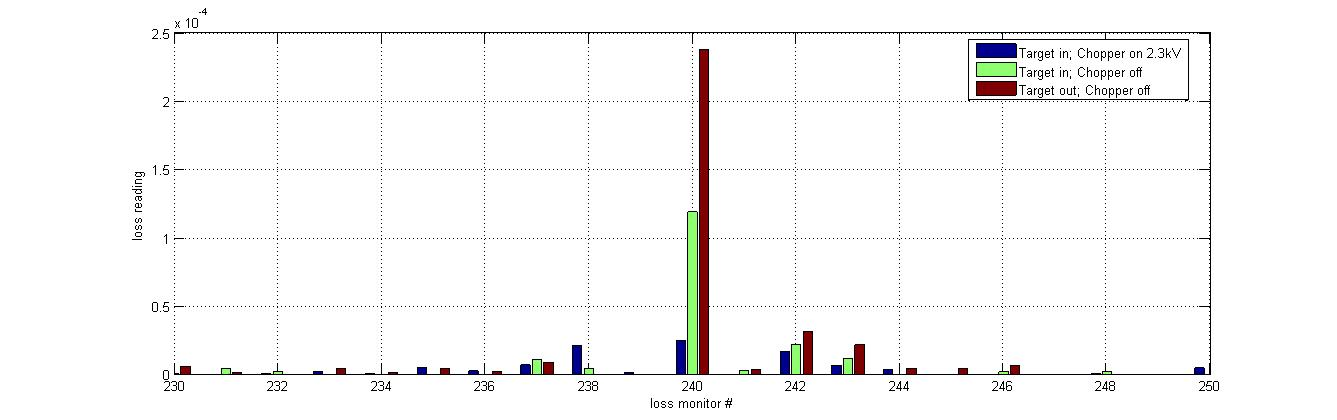 x 10^-4
2.5
2
1.5
1
0.5
0
loss reading
230 232 234 236 238 240 242 244 246 248 250
loss monitor #
Target in; Chopper on 2.3kV
Target in; Chopper off
Target out; Chopper off